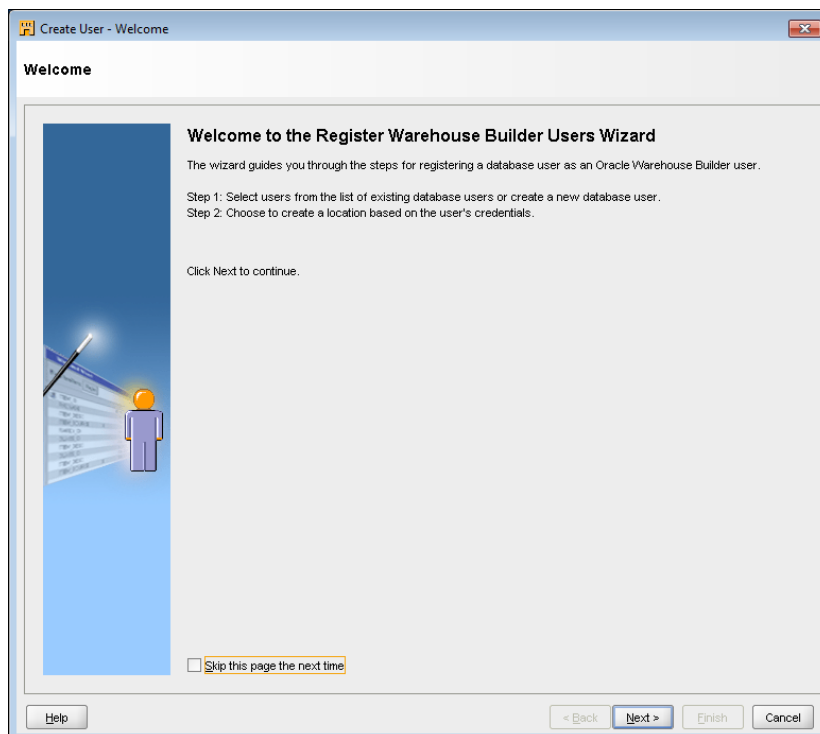 Create User - Welcome
Welcome
Welcome to the Register Warehouse Builder Users Wizard
The wizard guides you through the steps for registering a database user as an Oracle Warehouse Builder user.
Step 1: Select users from the list of existing database users or create a new database user.
Step 2: Choose to create a location based on the user's credentials.
Click Next to continue.
Skip this page the next time
Help
< Back
Next >
Finish
Cancel